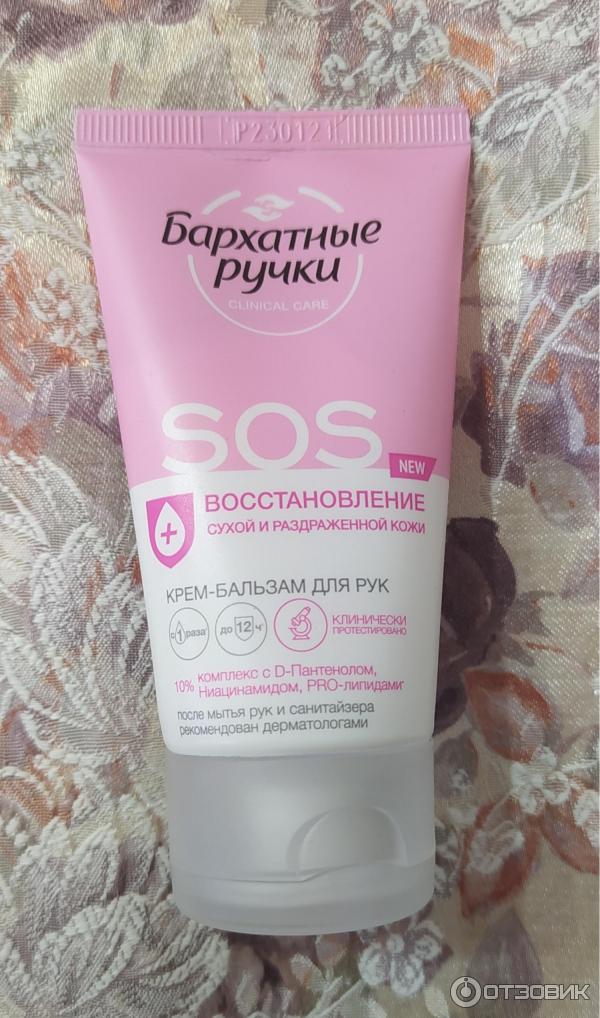 P230121
Бархатные
ручки
CLINICAL CARE
SOS
NEW
ВОССТАНОВЛЕНИЕ
СУХОЙ И РАЗДРАЖЕННОЙ КОЖИ
КРЕМ-БАЛЬЗАМ ДЛЯ РУК
с 1 раза*
до 12 ч*
КЛИНИЧЕСКИ
ПРОТЕСТИРОВАНО
10% комплекс с D-Пантенолом,
Ниацинамидом, PRO-липидами*
после мытья рук и санитайзера
рекомендован дерматологами
ОТЗОВИК